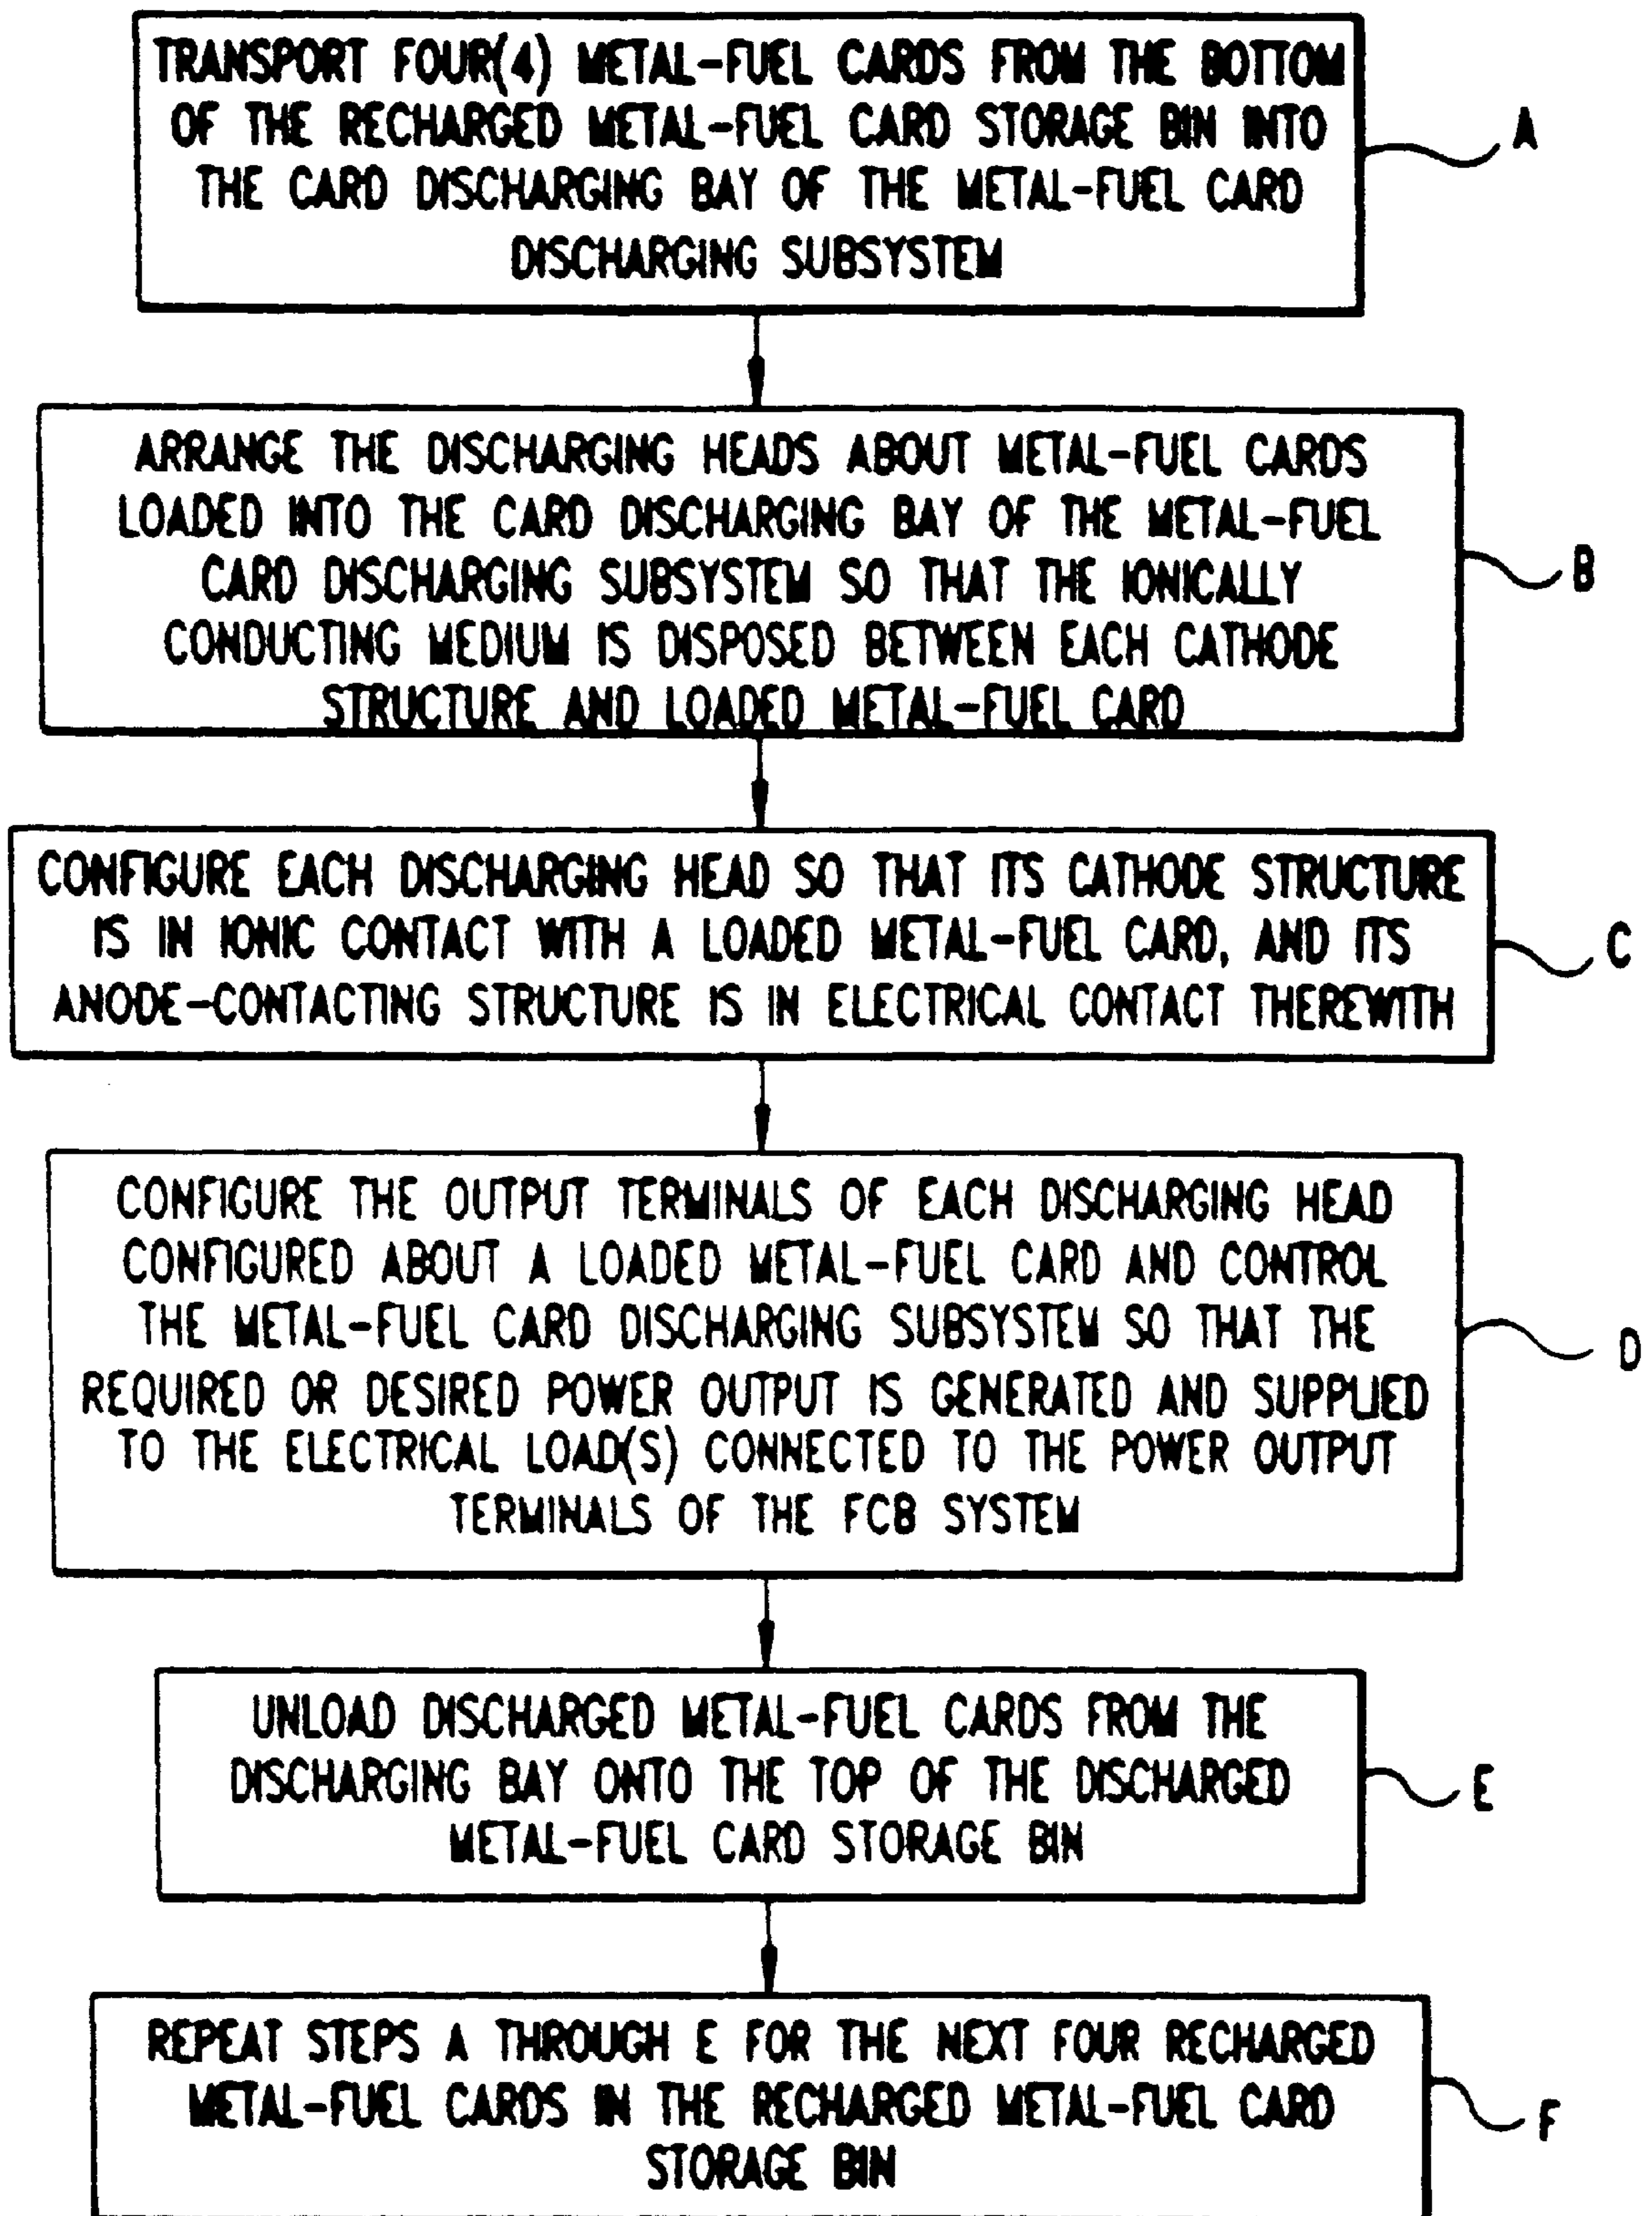 TRANSPORT FOUR(4) METAL-FUEL CARDS FROM THE BOTTOM
OF THE RECHARGED METAL-FUEL CARD STORAGE BIN INTO
THE CARD DISCHARGING BAY OF THE METAL-FUEL CARD
DISCHARGING SUBSYSTEM
A
ARRANGE THE DISCHARGING HEADS ABOUT METAL-FUEL CARDS
LOADED INTO THE CARD DISCHARGING BAY OF THE METAL-FUEL
CARD DISCHARGING SUBSYSTEM SO THAT THE IONICALLY
CONDUCTING MEDIUM IS DISPOSED BETWEEN EACH CATHODE
STRUCTURE AND LOADED METAL-FUEL CARD
B
CONFIGURE EACH DISCHARGING HEAD SO THAT ITS CATHODE STRUCTURE
IS IN IONIC CONTACT WITH A LOADED METAL-FUEL CARD, AND ITS
ANODE-CONTACTING STRUCTURE IS IN ELECTRICAL CONTACT THEREWITH
C
CONFIGURE THE OUTPUT TERMINALS OF EACH DISCHARGING HEAD
CONFIGURED ABOUT A LOADED METAL-FUEL CARD AND CONTROL
THE METAL-FUEL CARD DISCHARGING SUBSYSTEM SO THAT THE
REQUIRED OR DESIRED POWER OUTPUT IS GENERATED AND SUPPLIED
TO THE ELECTRICAL LOAD(S) CONNECTED TO THE POWER OUTPUT
TERMINALS OF THE FCB SYSTEM
D
UNLOAD DISCHARGED METAL-FUEL CARDS FROM THE
DISCHARGING BAY ONTO THE TOP OF THE DISCHARGED
METAL-FUEL CARD STORAGE BIN
E
REPEAT STEPS A THROUGH E FOR THE NEXT FOUR RECHARGED
METAL-FUEL CARDS IN THE RECHARGED METAL-FUEL CARD
STORAGE BIN
F